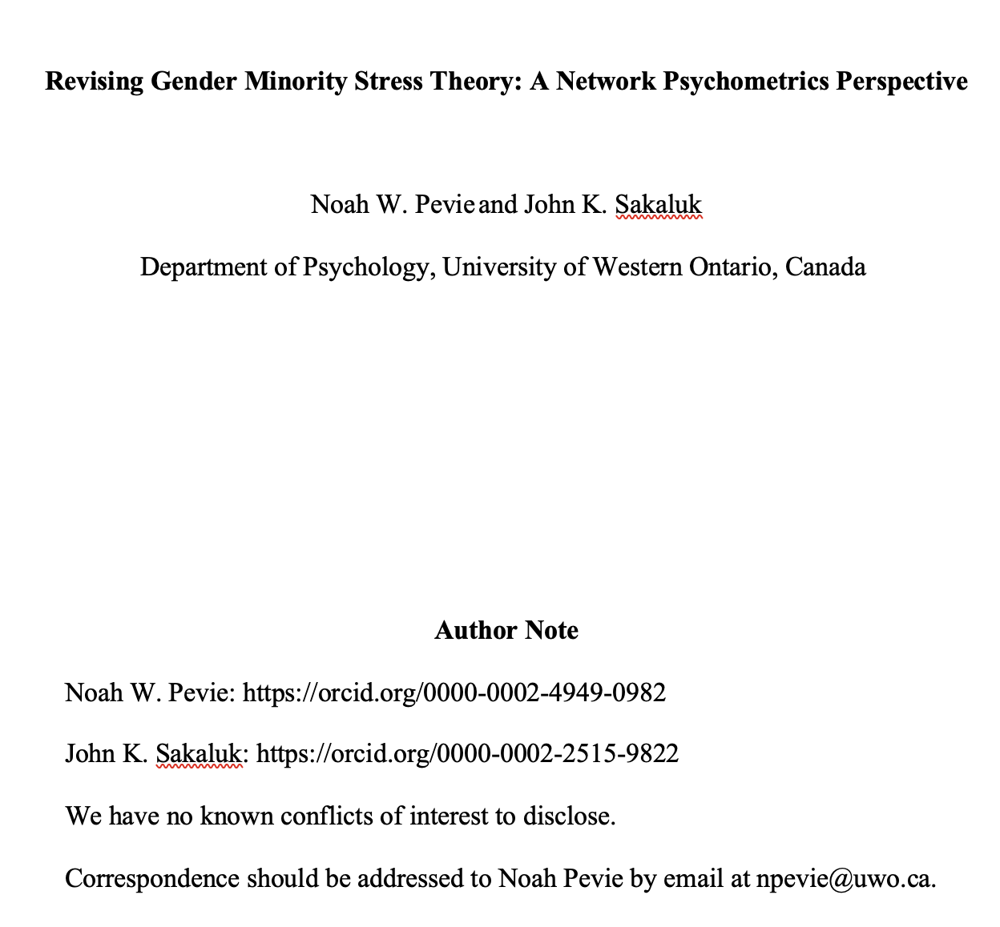 Revising Gender Minority Stress Theory: A Network Psychometrics Perspective
Noah W. Pevie and John K. Sakaluk
Department of Psychology, University of Western Ontario, Canada
Author Note
Noah W. Pevie: https://orcid.org/0000-0002-4949-0982
John K. Sakaluk: https://orcid.org/0000-0002-2515-9822
We have no known conflicts of interest to disclose.
Correspondence should be addressed to Noah Pevie by email at npevie@uwo.ca.